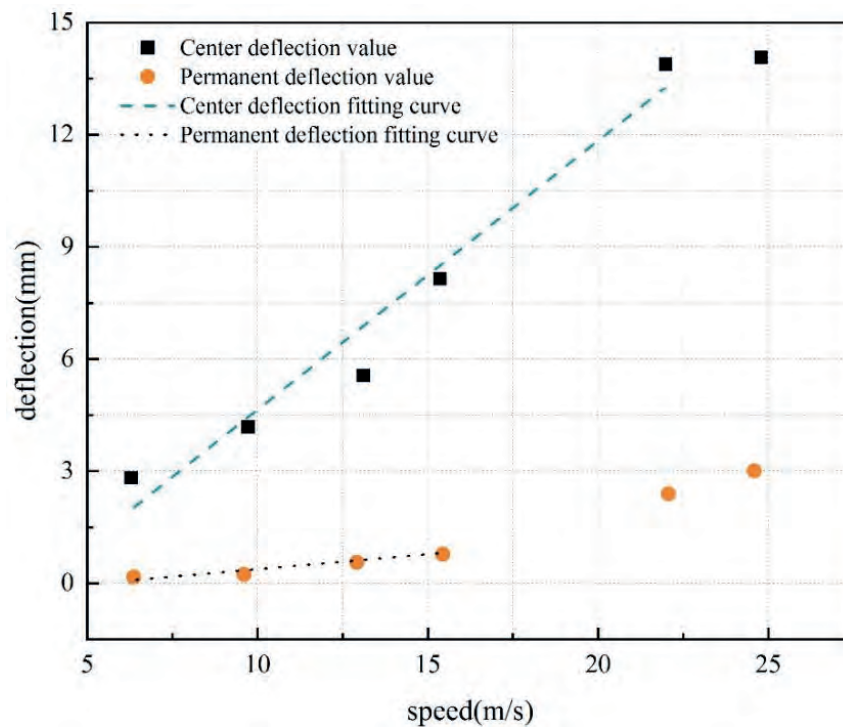 15
Center deflection value
Permanent deflection value
Center deflection fitting curve
Permanent deflection fitting curve
12
9
6
3
0
deflection(mm)
5
10
15
20
25
speed(m/s)